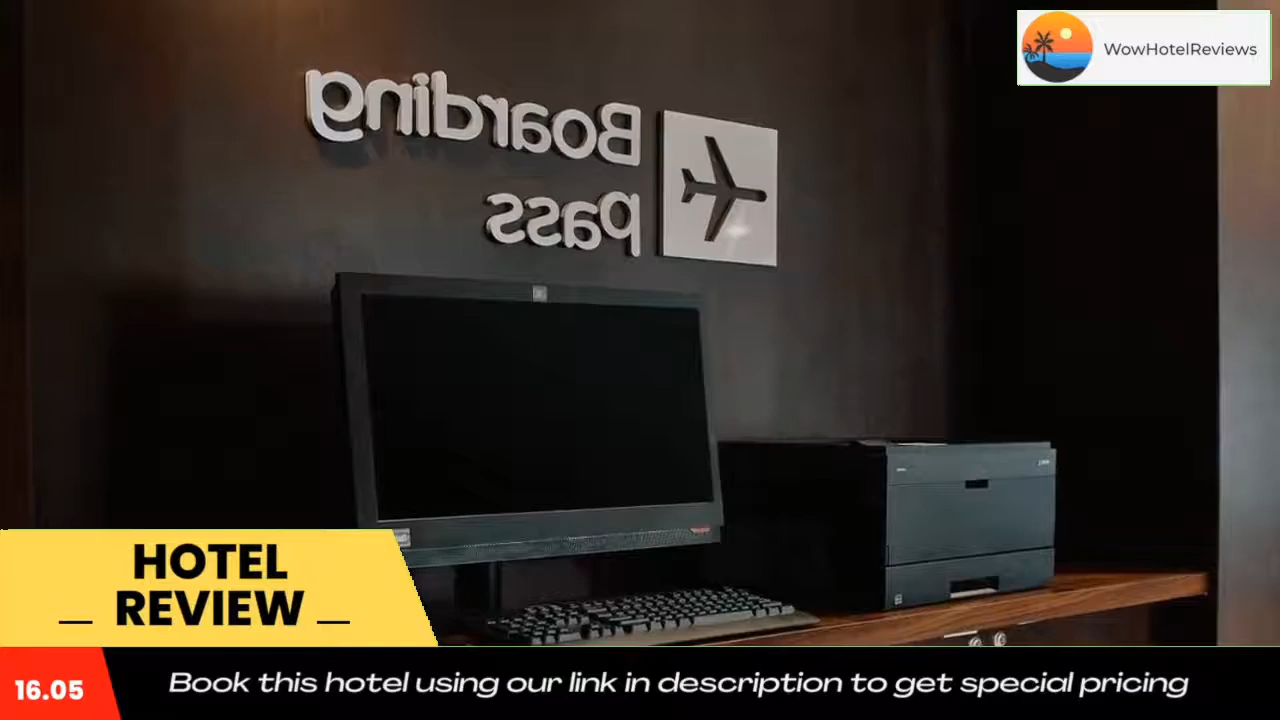 WowHotelReviews
Boarding
Pass
HOTEL
REVIEW
16.05
Book this hotel using our link in description to get special pricing